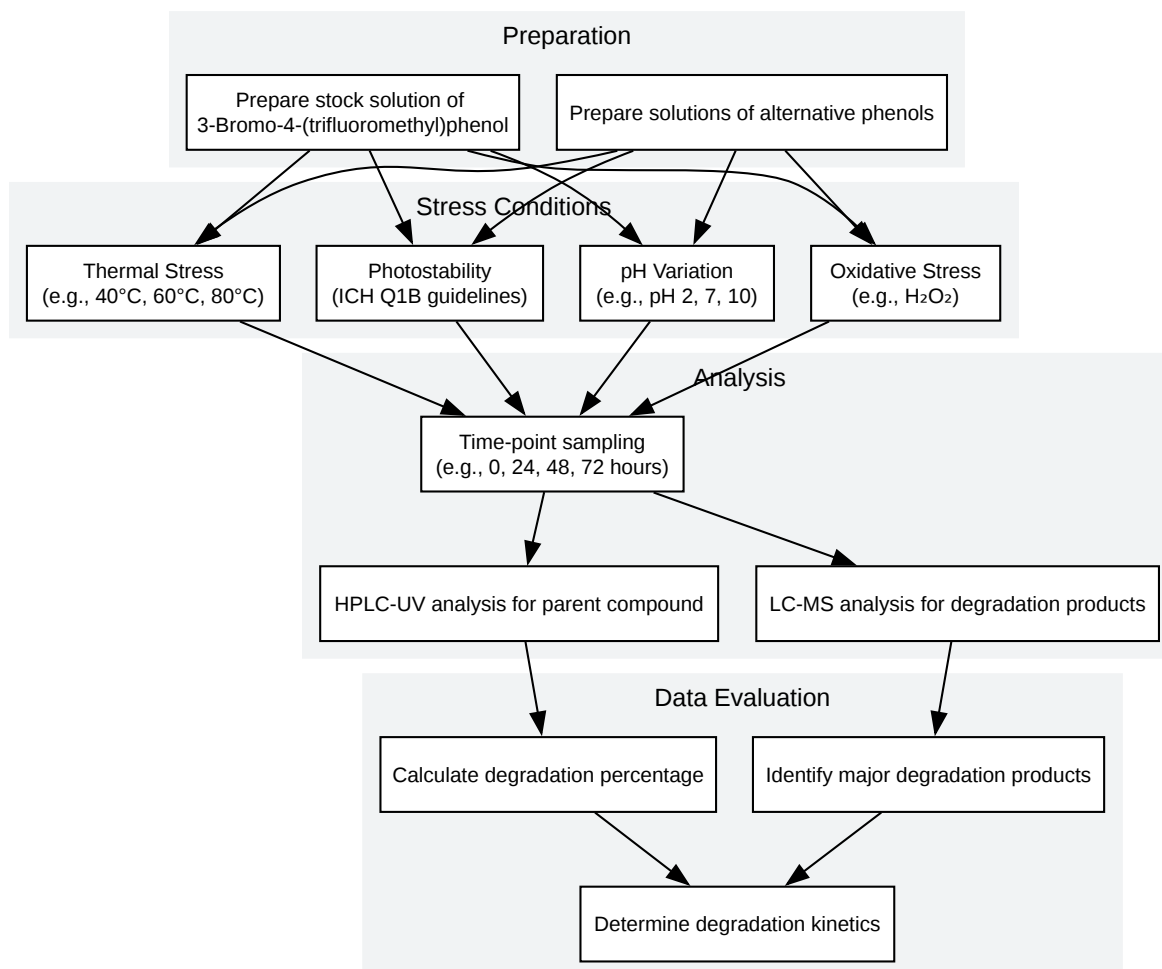 Preparation
Prepare stock solution of
3-Bromo-4-(trifluoromethyl)phenol
Prepare solutions of alternative phenols
Stress Conditions
Thermal Stress
(e.g., 40°C, 60°C, 80°C)
Photostability
(ICH Q1B guidelines)
pH Variation
(e.g., pH 2, 7, 10)
Oxidative Stress
(e.g., H₂O₂)
Analysis
Time-point sampling
(e.g., 0, 24, 48, 72 hours)
HPLC-UV analysis for parent compound
LC-MS analysis for degradation products
Data Evaluation
Calculate degradation percentage
Identify major degradation products
Determine degradation kinetics